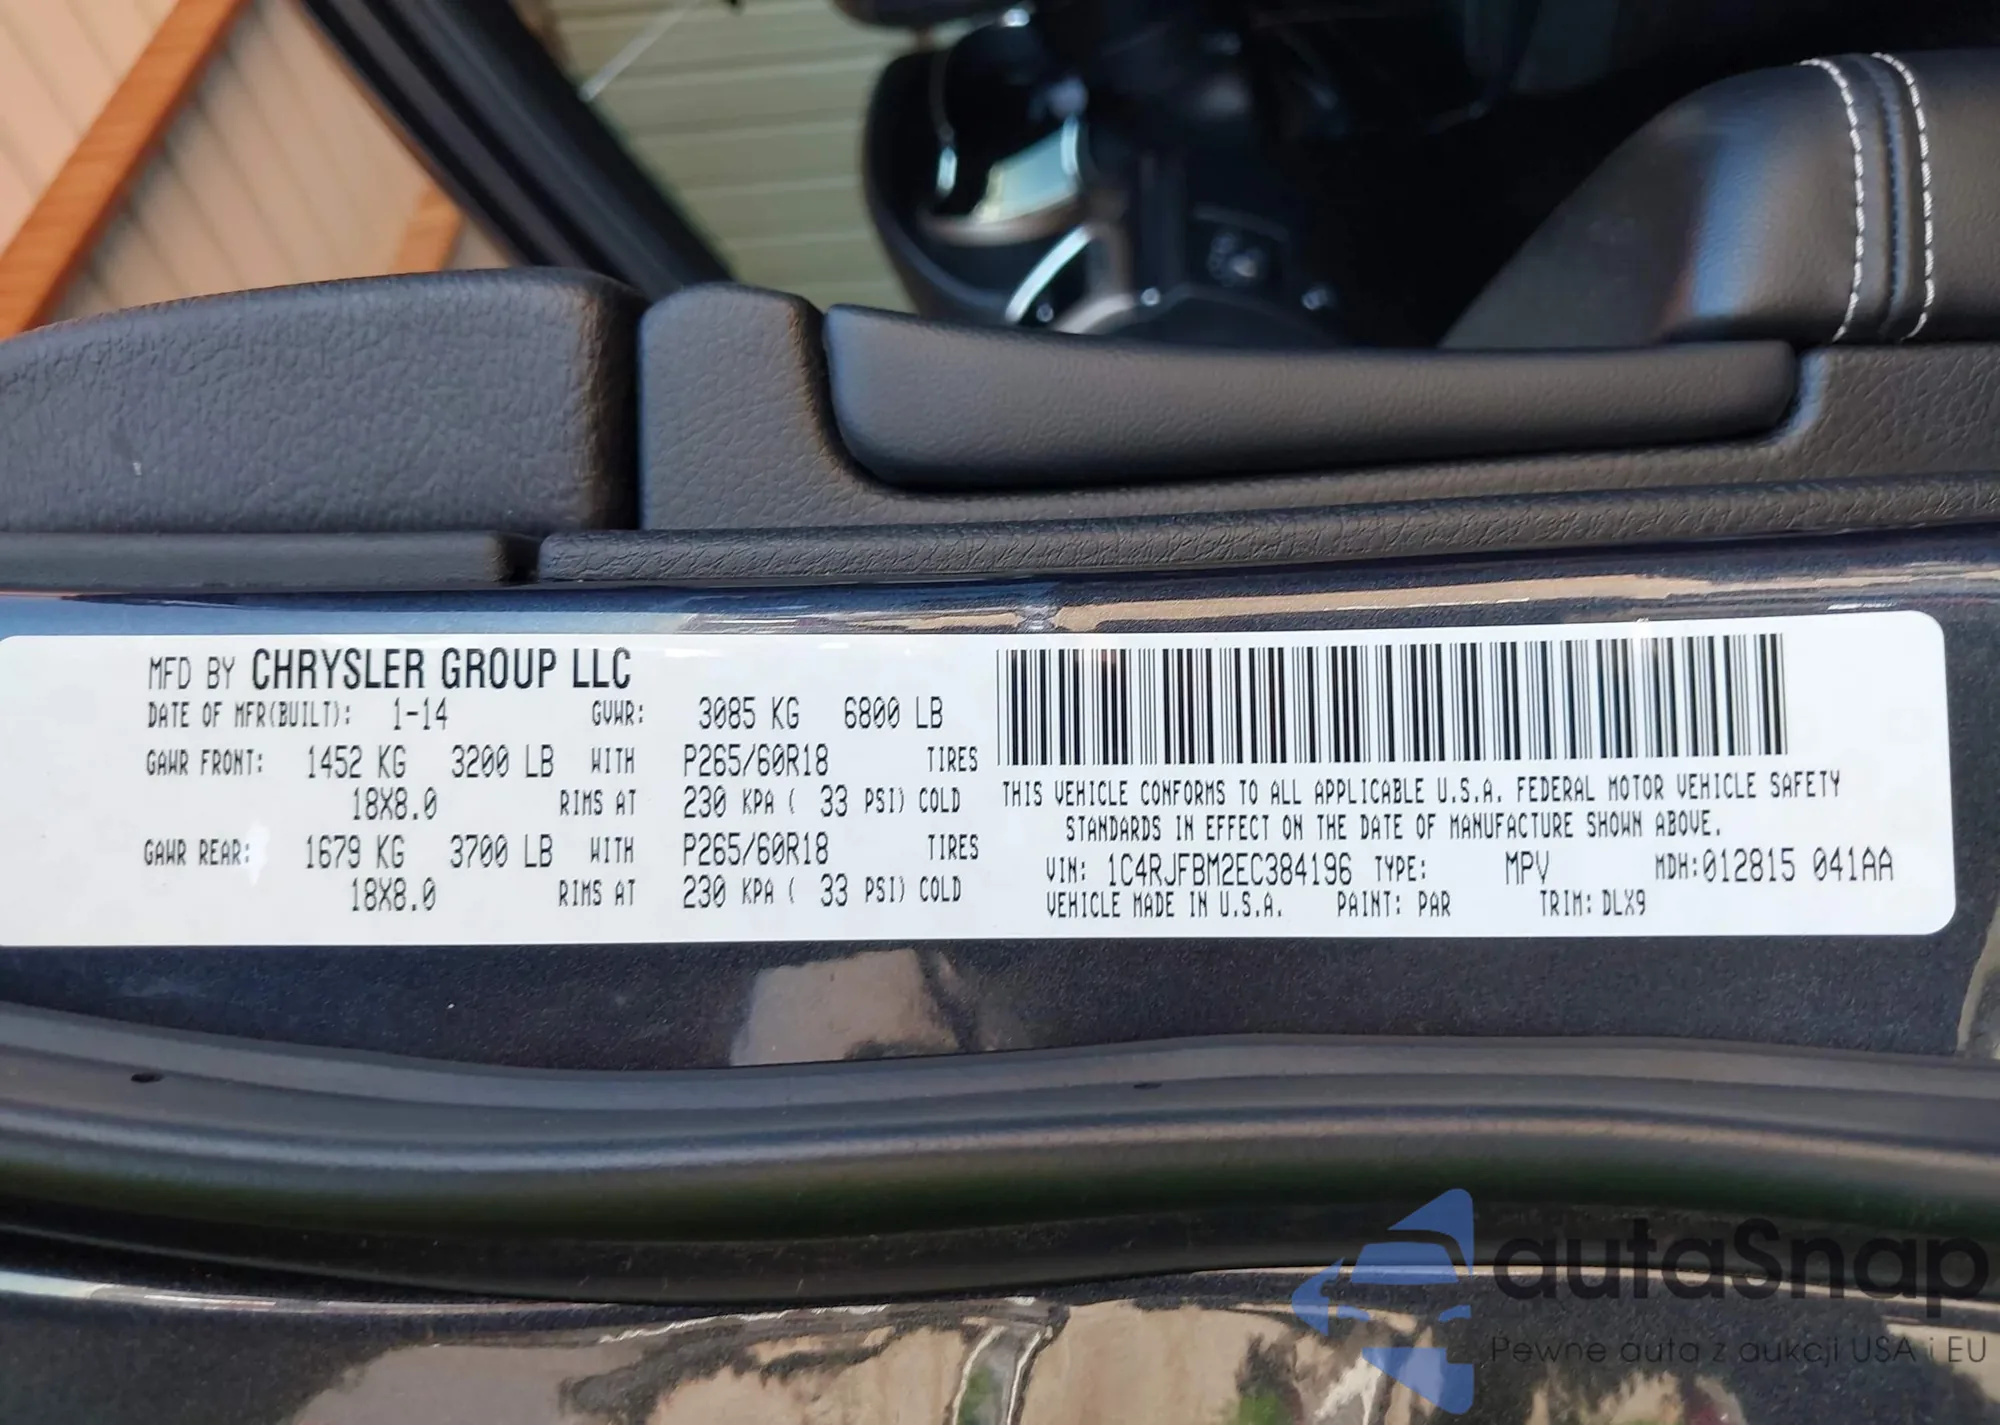 MFD BY CHRYSLER GROUP LLC
DATE OF MFR(BUILT): 1-14 GVWR: 3085 KG 6800 LB
GAWR FRONT: 1452 KG 3200 LB WITH P265/60R18 TIRES
18X8.0 RIMS AT 230 KPA ( 33 PSI) COLD
GAWR REAR: 1679 KG 3700 LB WITH P265/60R18 TIRES
18X8.0 RIMS AT 230 KPA ( 33 PSI) COLD
THIS VEHICLE CONFORMS TO ALL APPLICABLE U.S.A. FEDERAL MOTOR VEHICLE SAFETY
STANDARDS IN EFFECT ON THE DATE OF MANUFACTURE SHOWN ABOVE.
VIN: 1C4RJFBM2EC384196 TYPE: MPV MDH:012815 041AA
VEHICLE MADE IN U.S.A. PAINT: PAR TRIM: DLX9
autaSnap
Pewne auta z aukcji USA i EU